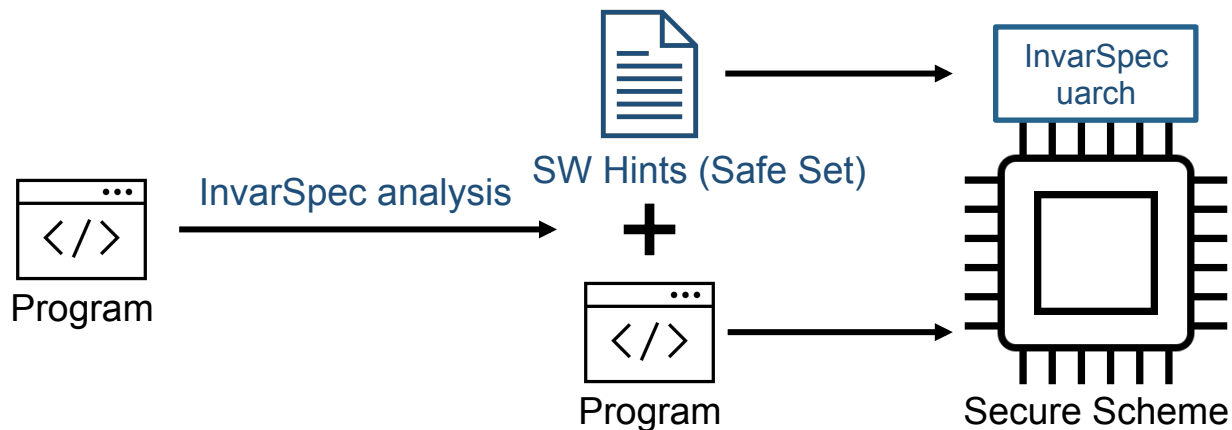 Program
InvarSpec analysis
SW Hints (Safe Set)
+
</>
Program
</>
InvarSpec
uarch
Secure Scheme